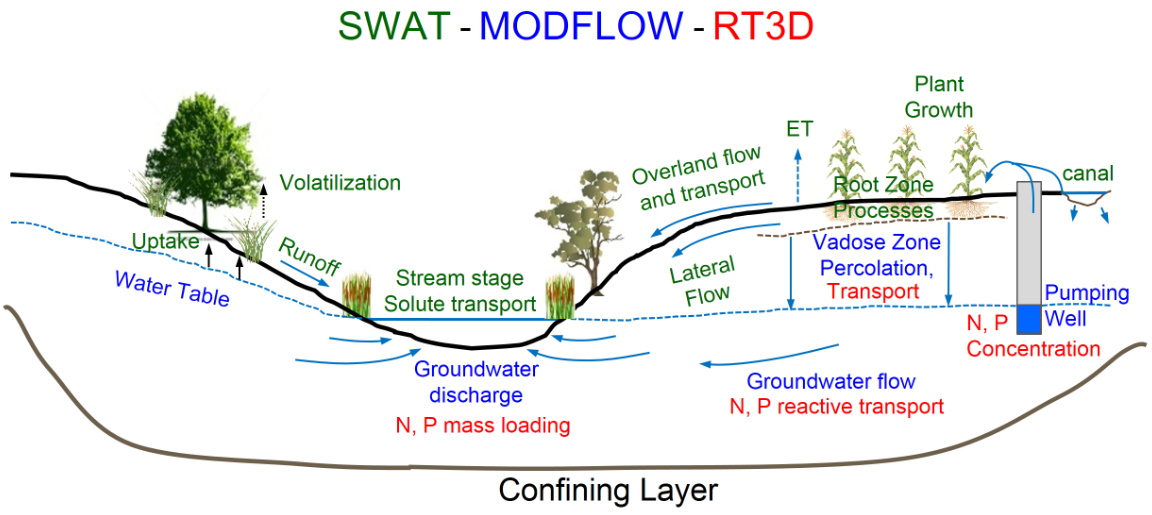 SWAT - MODFLOW - RT3D
Plant
Growth
ET
Overland flow
and transport
canal
Volatilization
Root Zone
Processes
Uptake
Runoff
Vadose Zone
Percolation,
Transport
Water Table
Stream stage
Solute transport
Lateral
Flow
Pumping
Well
N, P
Concentration
Groundwater
discharge
N, P mass loading
Groundwater flow
N, P reactive transport
Confining Layer